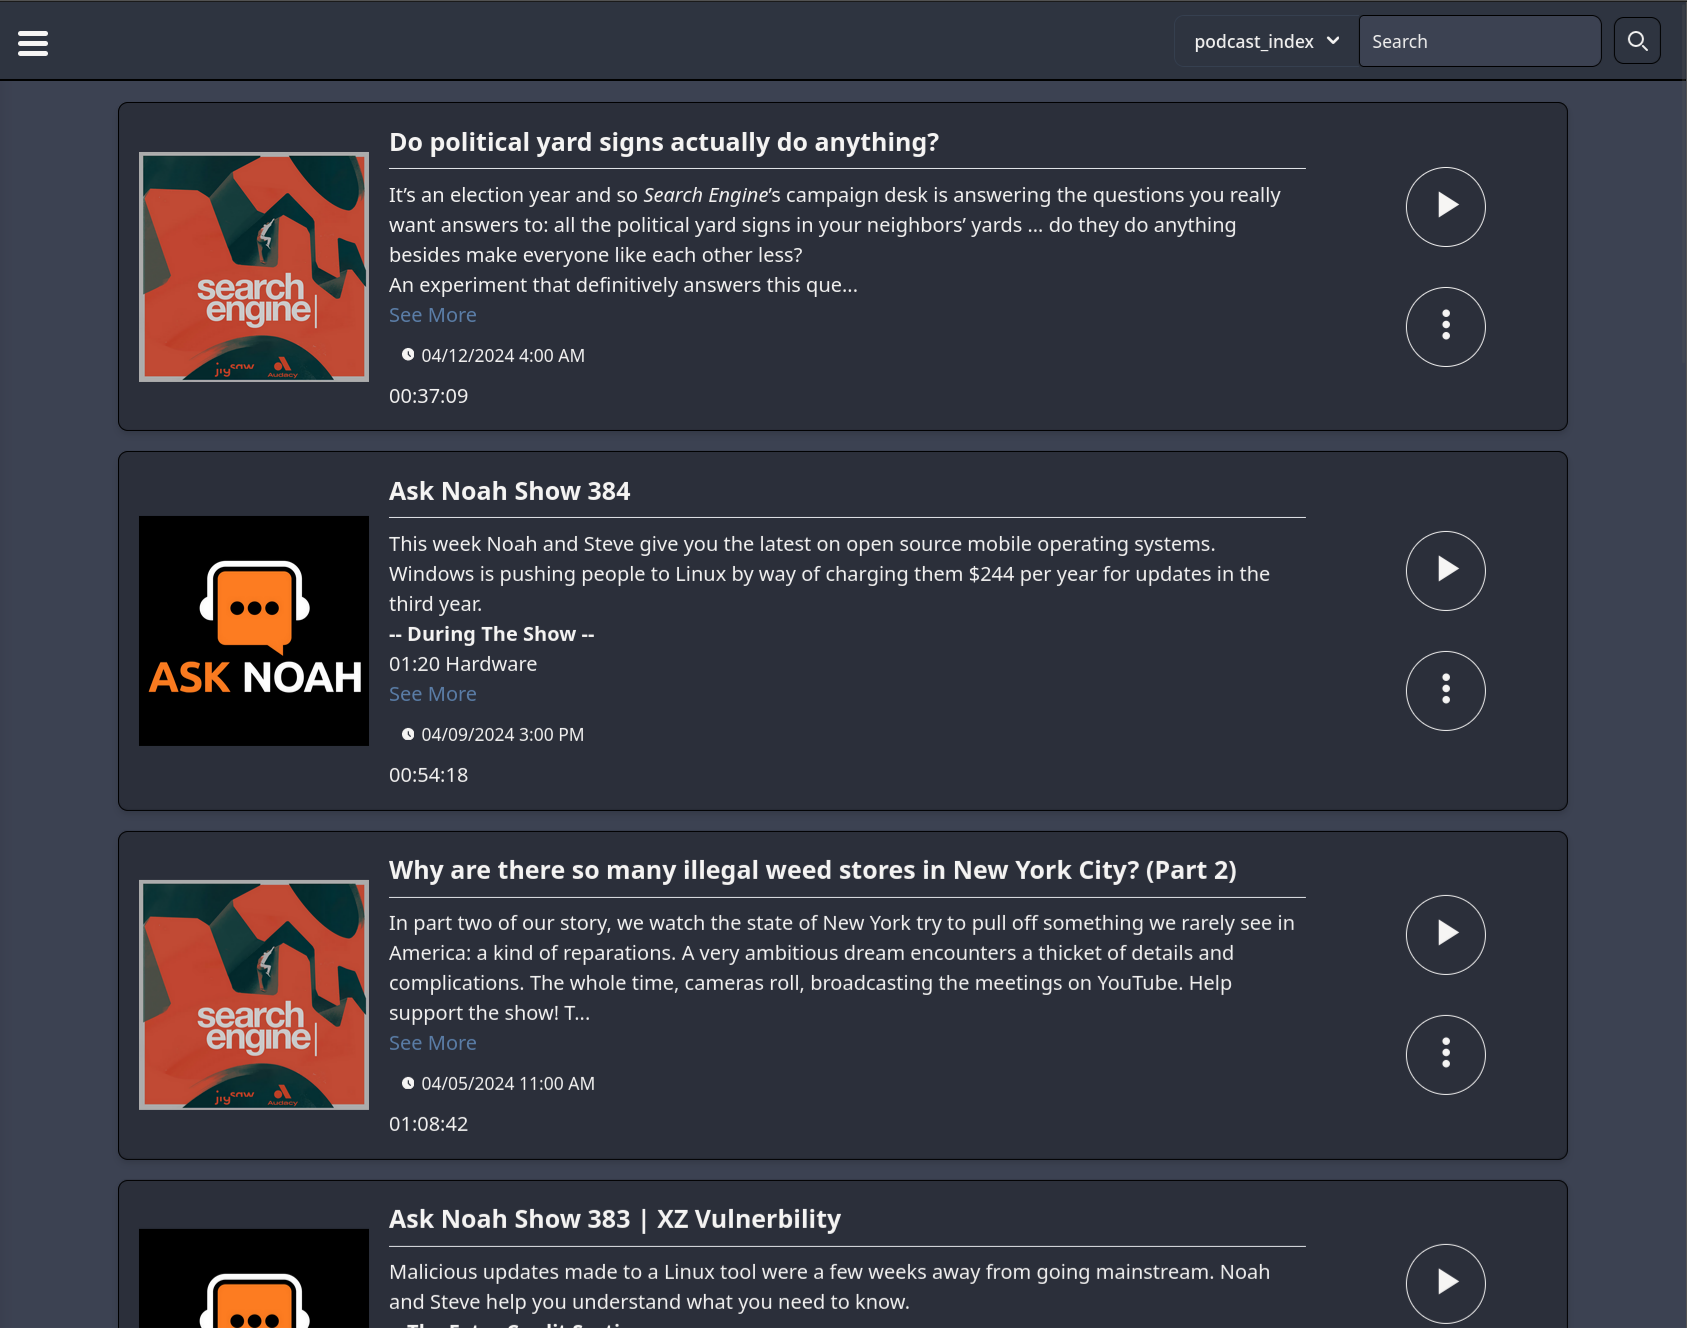 podcast_index
Search
Do political yard signs actually do anything?
It’s an election year and so Search Engine’s campaign desk is answering the questions you really
want answers to: all the political yard signs in your neighbors’ yards ... do they do anything
besides make everyone like each other less?
An experiment that definitively answers this que...
See More
04/12/2024 4:00 AM
00:37:09
search
engine
jigsaw
Audacy
Ask Noah Show 384
This week Noah and Steve give you the latest on open source mobile operating systems.
Windows is pushing people to Linux by way of charging them $244 per year for updates in the
third year.
-- During The Show --
01:20 Hardware
See More
04/09/2024 3:00 PM
00:54:18
ASK NOAH
Why are there so many illegal weed stores in New York City? (Part 2)
In part two of our story, we watch the state of New York try to pull off something we rarely see in
America: a kind of reparations. A very ambitious dream encounters a thicket of details and
complications. The whole time, cameras roll, broadcasting the meetings on YouTube. Help
support the show! T...
See More
04/05/2024 11:00 AM
01:08:42
search
engine
jigsaw
Audacy
Ask Noah Show 383 | XZ Vulnerbility
Malicious updates made to a Linux tool were a few weeks away from going mainstream. Noah
and Steve help you understand what you need to know.